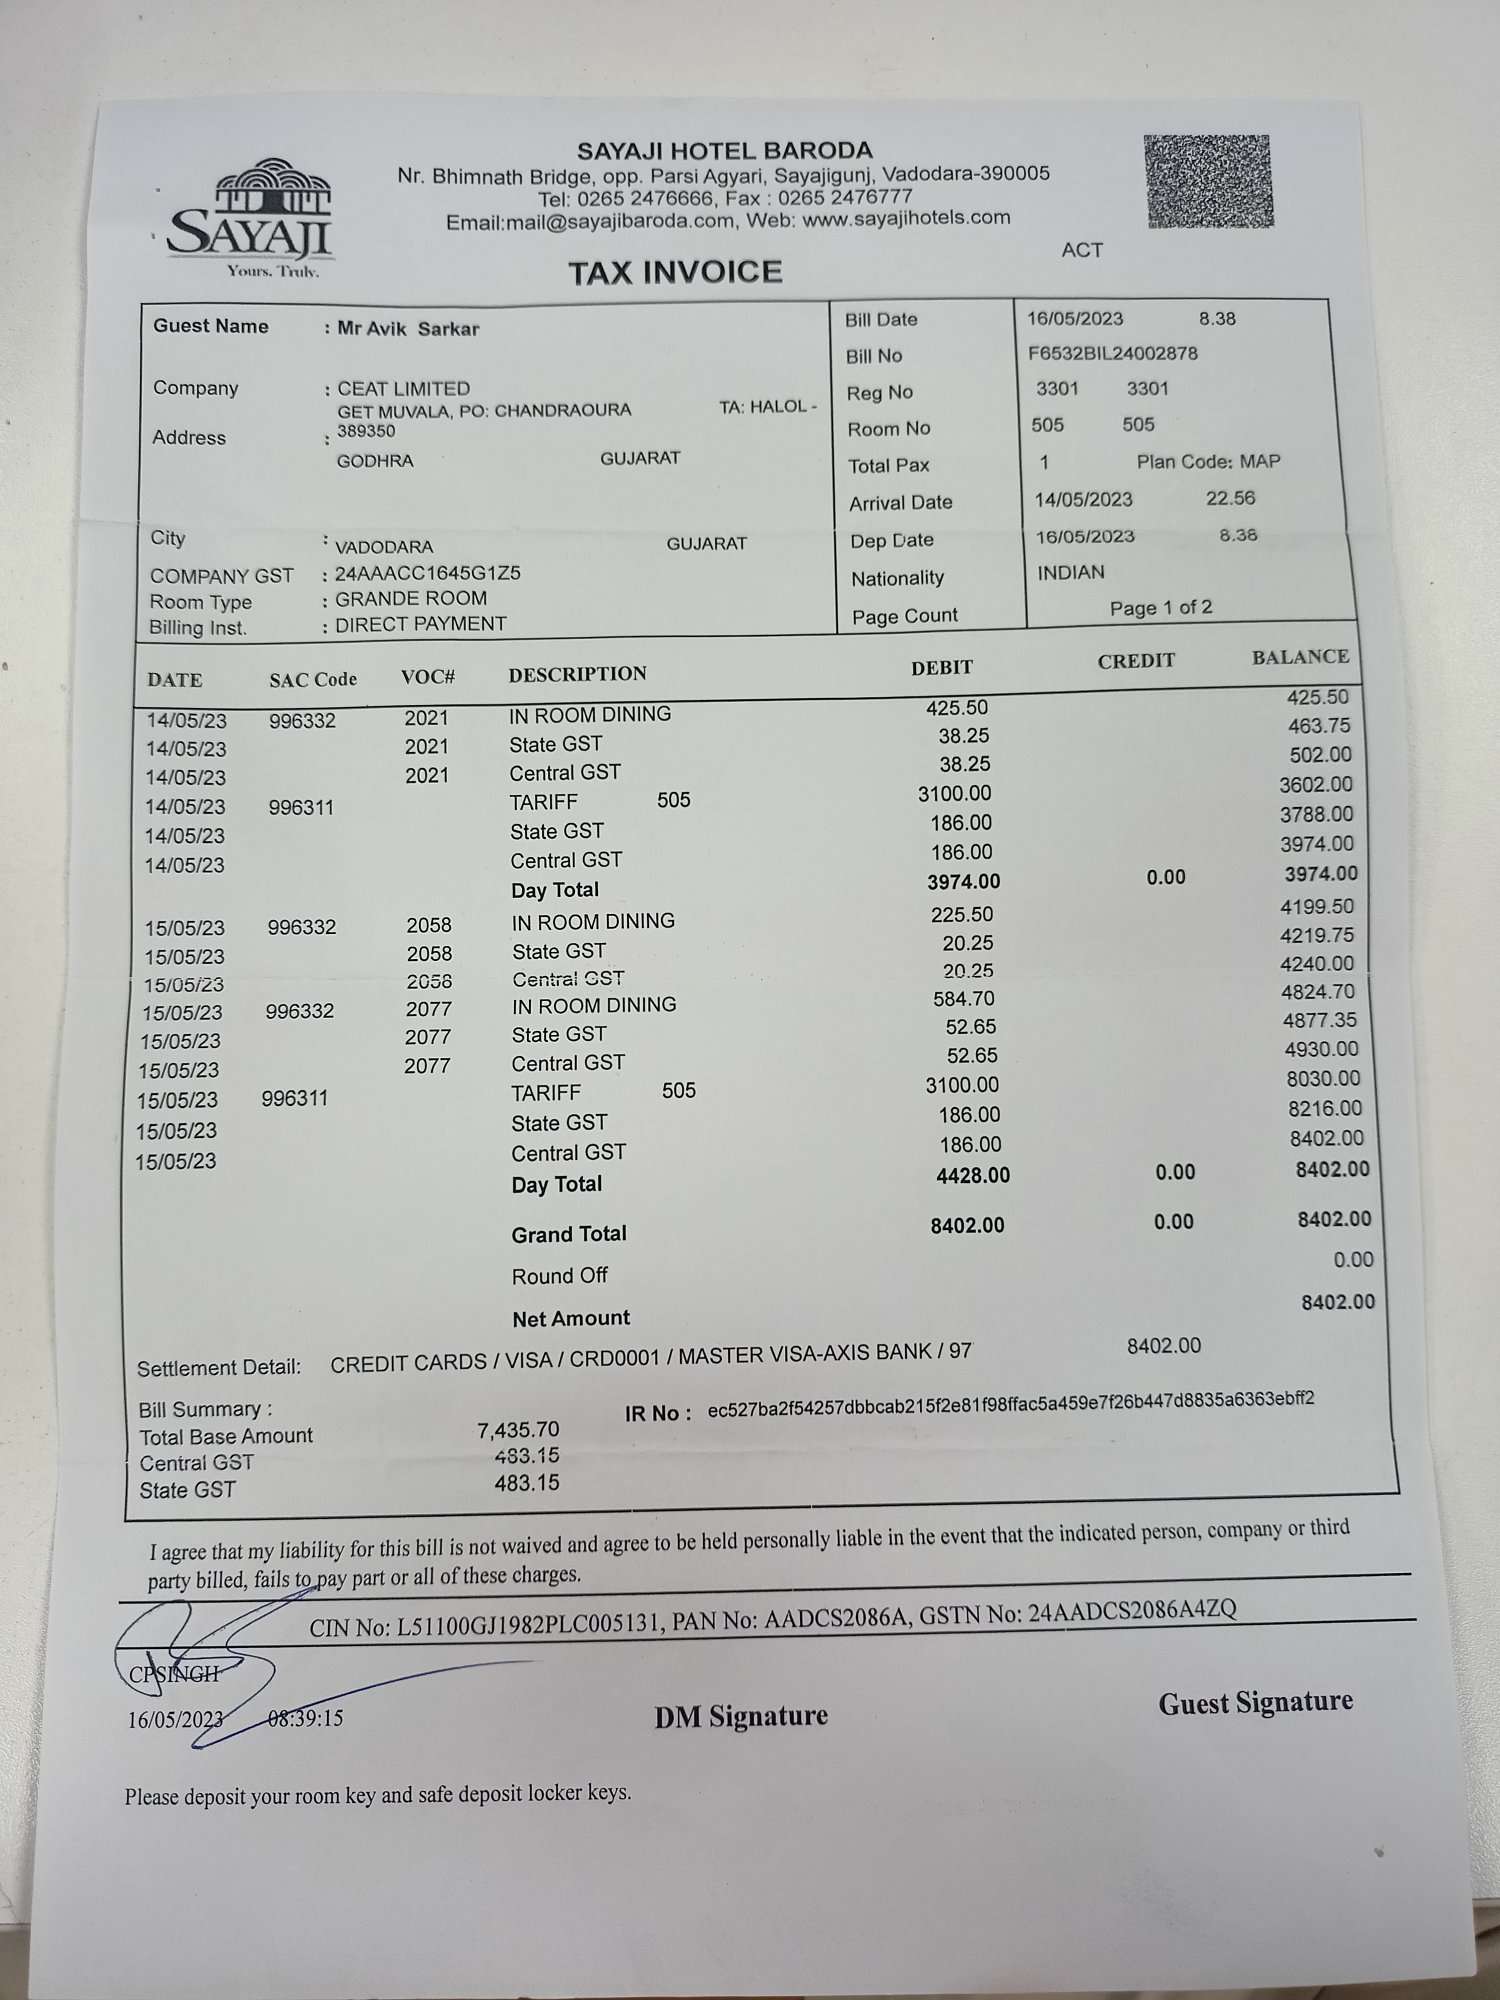 SAYAJI
Yours. Truly.
SAYAJI HOTEL BARODA
Nr. Bhimnath Bridge, opp. Parsi Agyari, Sayajigunj, Vadodara-390005
Tel: 0265 2476666, Fax : 0265 2476777
Email:mail@sayajibaroda.com, Web: www.sayajihotels.com
ACT
TAX INVOICE
Guest Name : Mr Avik Sarkar
Company : CEAT LIMITED
Address : GET MUVALA, PO: CHANDRAOURA TA: HALOL -
389350
GODHRA GUJARAT
City : VADODARA GUJARAT
COMPANY GST : 24AAACC1645G1Z5
Room Type : GRANDE ROOM
Billing Inst. : DIRECT PAYMENT
Bill Date 16/05/2023 8.38
Bill No F6532BIL24002878
Reg No 3301 3301
Room No 505 505
Total Pax 1 Plan Code: MAP
Arrival Date 14/05/2023 22.56
Dep Date 16/05/2023 8.38
Nationality INDIAN
Page Count Page 1 of 2
DATE SAC Code VOC# DESCRIPTION DEBIT CREDIT BALANCE
14/05/23 996332 2021 IN ROOM DINING 425.50 425.50
14/05/23 2021 State GST 38.25 463.75
14/05/23 2021 Central GST 38.25 502.00
14/05/23 996311 TARIFF 505 3100.00 3602.00
14/05/23 State GST 186.00 3788.00
14/05/23 Central GST 186.00 3974.00
Day Total 3974.00 0.00 3974.00
15/05/23 996332 2058 IN ROOM DINING 225.50 4199.50
15/05/23 2058 State GST 20.25 4219.75
15/05/23 2058 Central GST 20.25 4240.00
15/05/23 996332 2077 IN ROOM DINING 584.70 4824.70
15/05/23 2077 State GST 52.65 4877.35
15/05/23 2077 Central GST 52.65 4930.00
15/05/23 996311 TARIFF 505 3100.00 8030.00
15/05/23 State GST 186.00 8216.00
15/05/23 Central GST 186.00 8402.00
Day Total 4428.00 0.00 8402.00
Grand Total 8402.00 0.00 8402.00
Round Off 0.00
Net Amount 8402.00
Settlement Detail: CREDIT CARDS / VISA / CRD0001 / MASTER VISA-AXIS BANK / 97 8402.00
Bill Summary :
IR No : ec527ba2f54257dbbcab215f2e81f98ffac5a459e7f26b447d8835a6363ebff2
Total Base Amount 7,435.70
Central GST 483.15
State GST 483.15
I agree that my liability for this bill is not waived and agree to be held personally liable in the event that the indicated person, company or third
party billed, fails to pay part or all of these charges.
CIN No: L51100GJ1982PLC005131, PAN No: AADCS2086A, GSTN No: 24AADCS2086A4ZQ
CPSINGH
16/05/2023 08:39:15
DM Signature
Guest Signature
Please deposit your room key and safe deposit locker keys.